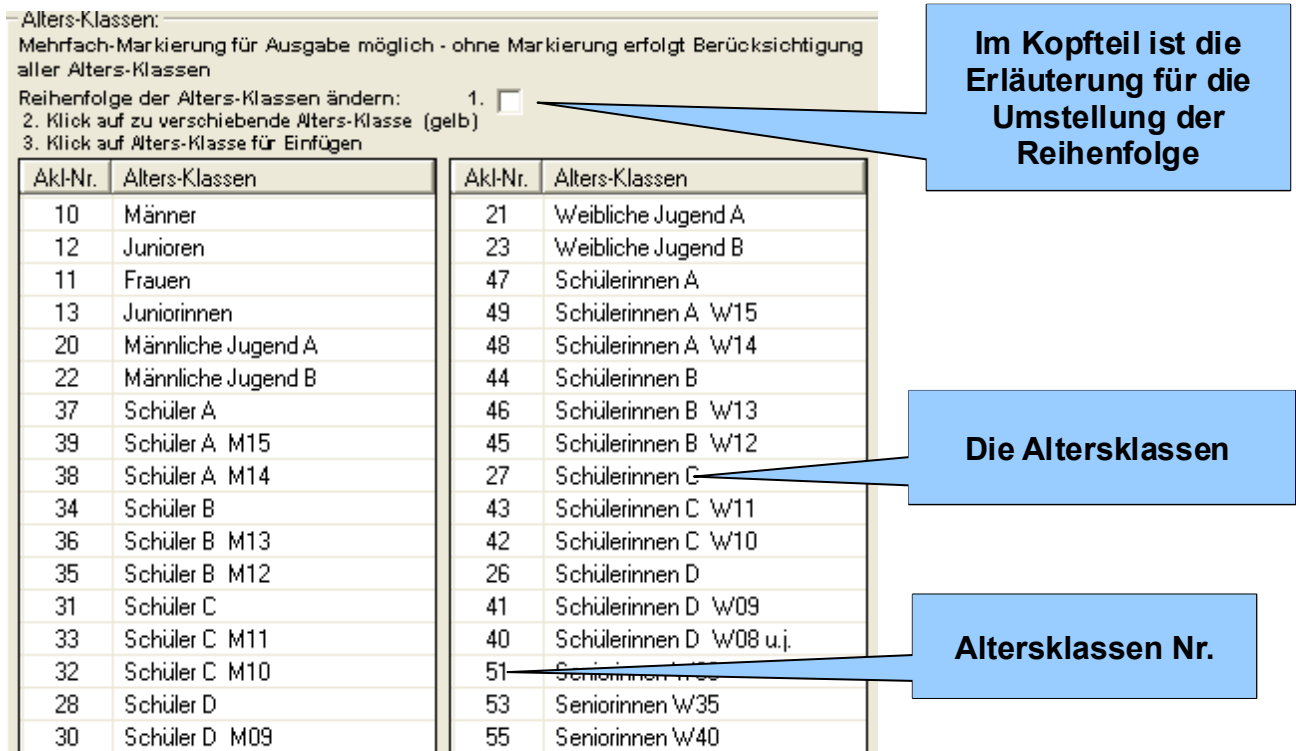 Alters-Klassen:
Mehrfach-Markierung für Ausgabe möglich - ohne Markierung erfolgt Berücksichtigung
aller Alters-Klassen
Reihenfolge der Alters-Klassen ändern: 1.
2. Klick auf zu verschiebende Alters-Klasse (gelb)
3. Klick auf Alters-Klasse für Einfügen
Akl-Nr. Alters-Klassen
10 Männer
12 Junioren
11 Frauen
13 Juniorinnen
20 Männliche Jugend A
22 Männliche Jugend B
37 Schüler A
39 Schüler A M15
38 Schüler A M14
34 Schüler B
36 Schüler B M13
35 Schüler B M12
31 Schüler C
33 Schüler C M11
32 Schüler C M10
28 Schüler D
30 Schüler D M09
Akl-Nr. Alters-Klassen
21 Weibliche Jugend A
23 Weibliche Jugend B
47 Schülerinnen A
49 Schülerinnen A W15
48 Schülerinnen A W14
44 Schülerinnen B
46 Schülerinnen B W13
45 Schülerinnen B W12
27 Schülerinnen C
43 Schülerinnen C W11
42 Schülerinnen C W10
26 Schülerinnen D
41 Schülerinnen D W09
40 Schülerinnen D W08 u.j.
51 Seniorinnen
53 Seniorinnen W35
55 Seniorinnen W40
Im Kopfteil ist die
Erläuterung für die
Umstellung der
Reihenfolge
Die Altersklassen
Altersklassen Nr.